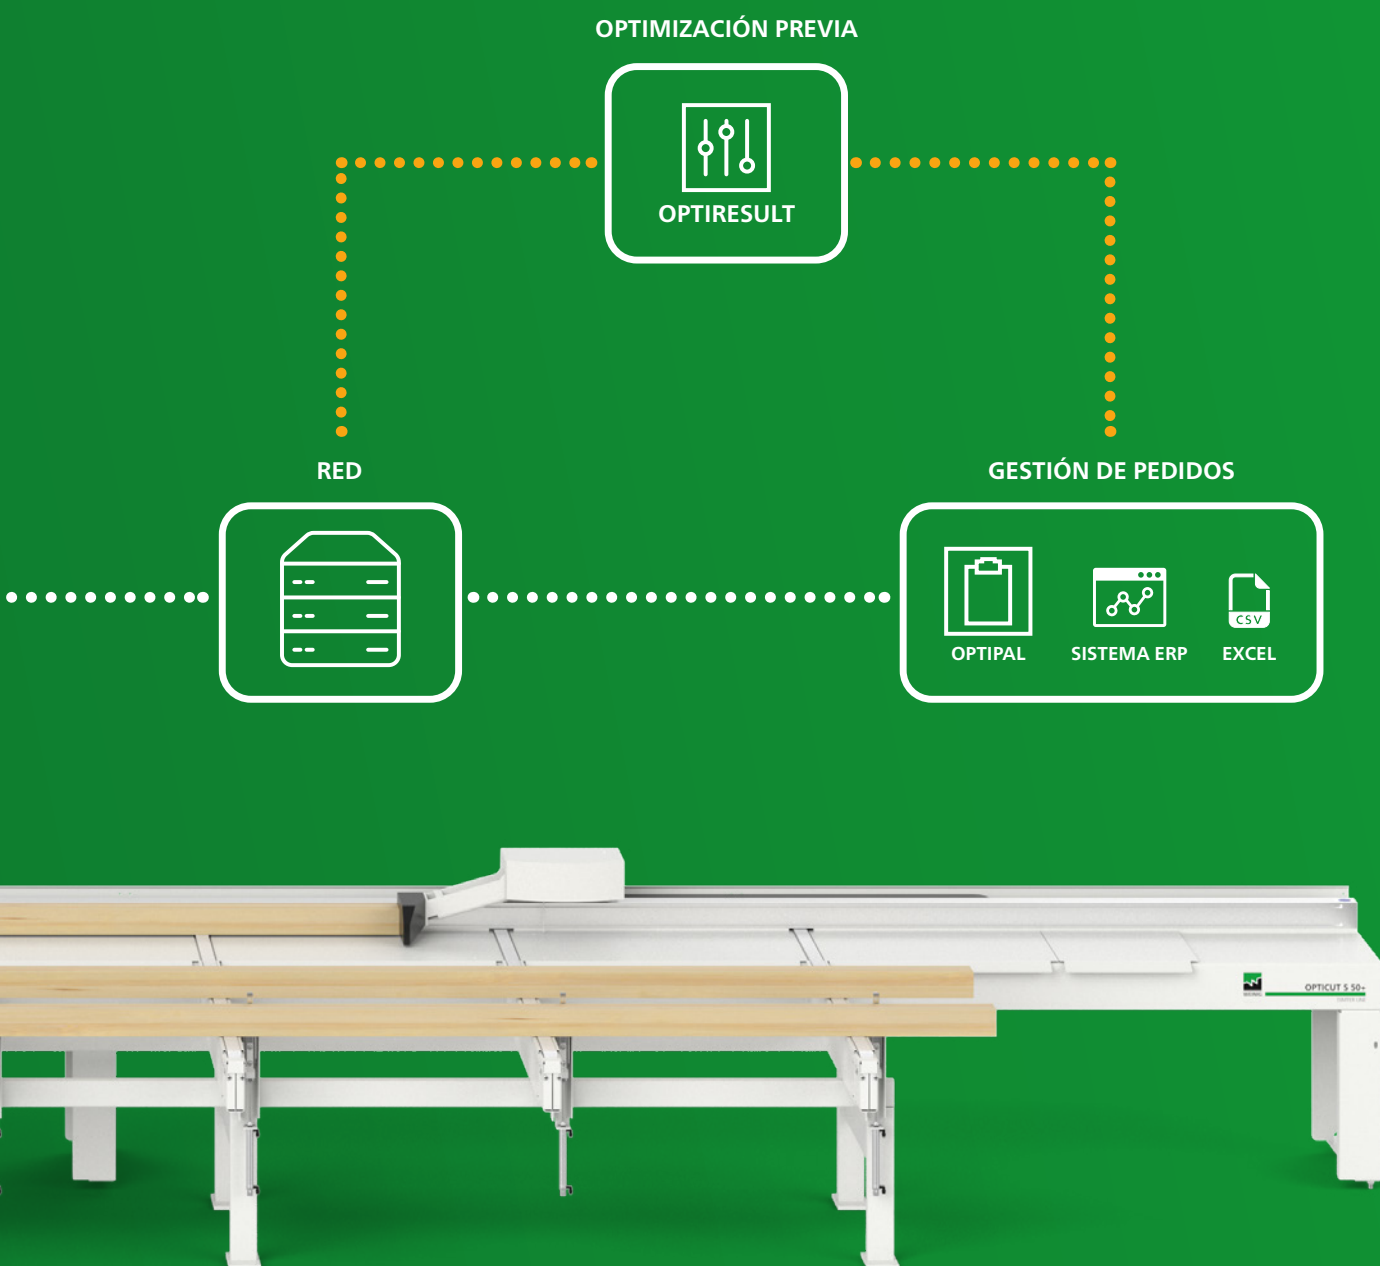 OPTIMIZACIÓN PREVIA
OPTIRESULT
RED
GESTIÓN DE PEDIDOS
CSV
OPTIPAL
SISTEMA ERP
EXCEL
OPTICUT S 50+